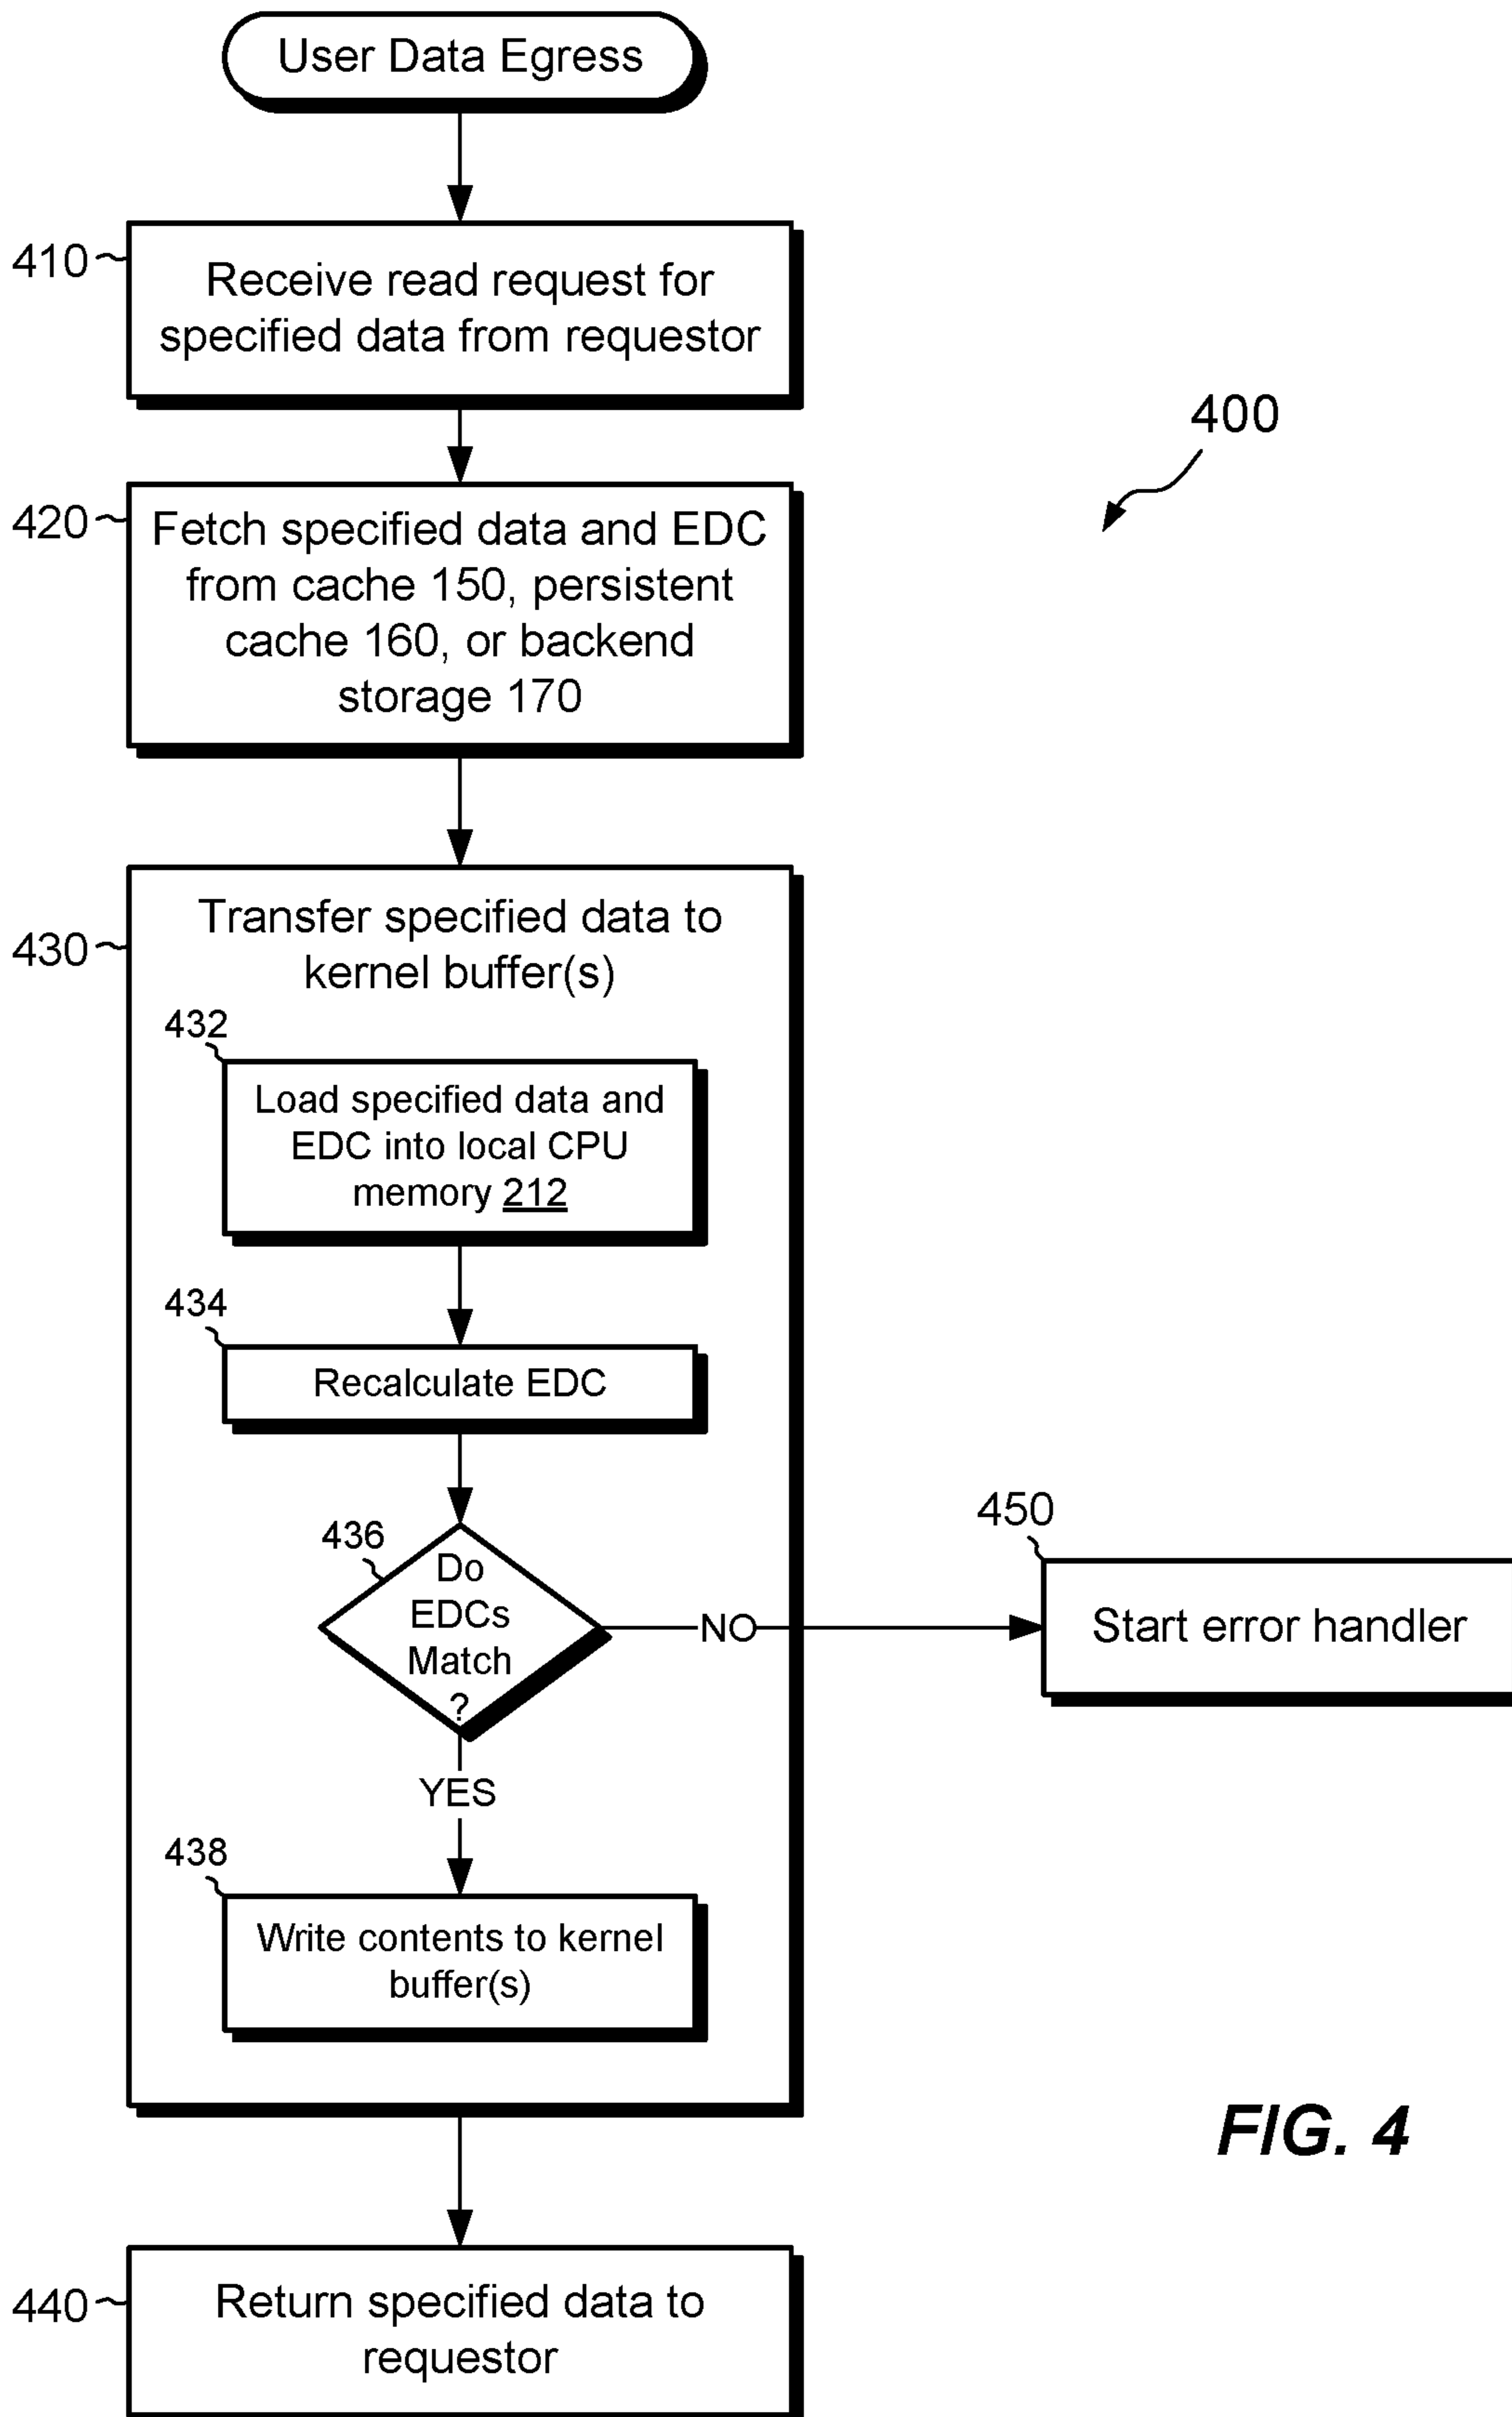 User Data Egress
410
Receive read request for
specified data from requestor
400
420
Fetch specified data and EDC
from cache 150, persistent
cache 160, or backend
storage 170
430
Transfer specified data to
kernel buffer(s)
432
Load specified data and
EDC into local CPU
memory 212
434
Recalculate EDC
436
Do
EDCs
Match
?
NO
450
Start error handler
YES
438
Write contents to kernel
buffer(s)
FIG. 4
440
Return specified data to
requestor